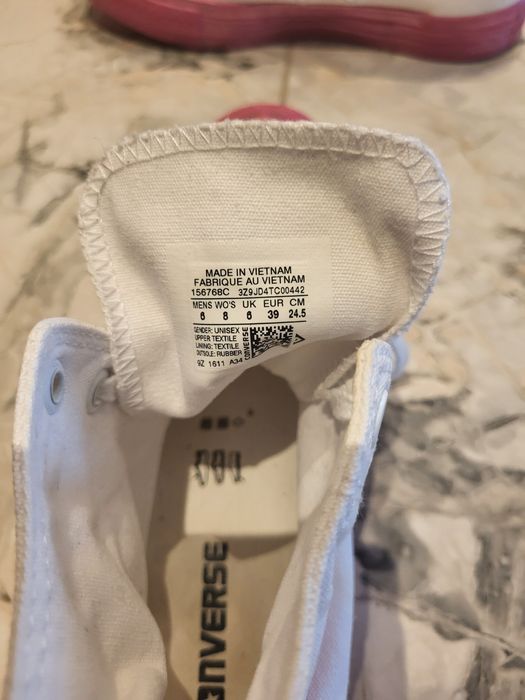 MADE IN VIETNAM
FABRIQUE AU VIETNAM
156768C 3Z9JD4TC00442
MENS WO'S UK EUR CM
6 8 6 39 24.5
GENDER: UNISEX
UPPER TEXTILE
LINING: TEXTILE
OUTSOLE: RUBBER
9Z 1611 A34
CONVERSE
CONVERSE